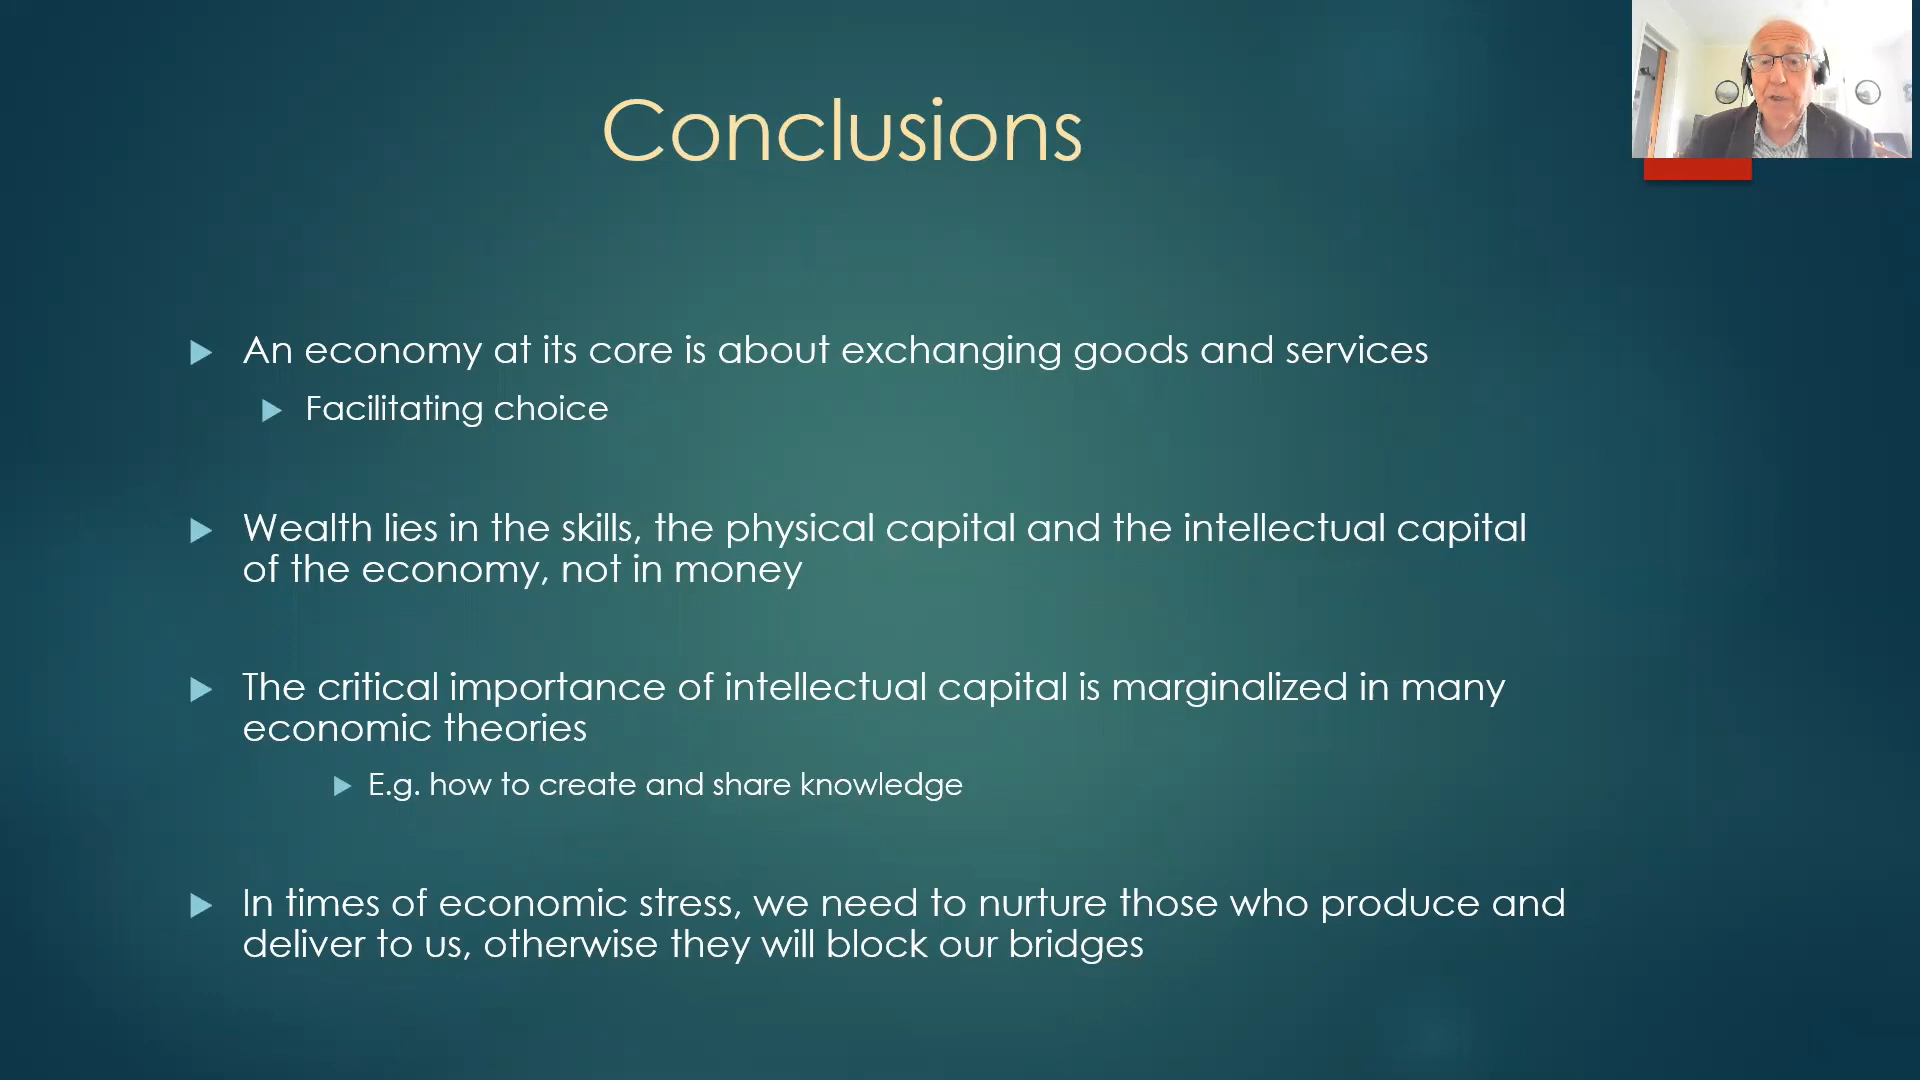 Conclusions
An economy at its core is about exchanging goods and services
Facilitating choice
Wealth lies in the skills, the physical capital and the intellectual capital
of the economy, not in money
The critical importance of intellectual capital is marginalized in many
economic theories
E.g. how to create and share knowledge
In times of economic stress, we need to nurture those who produce and
deliver to us, otherwise they will block our bridges